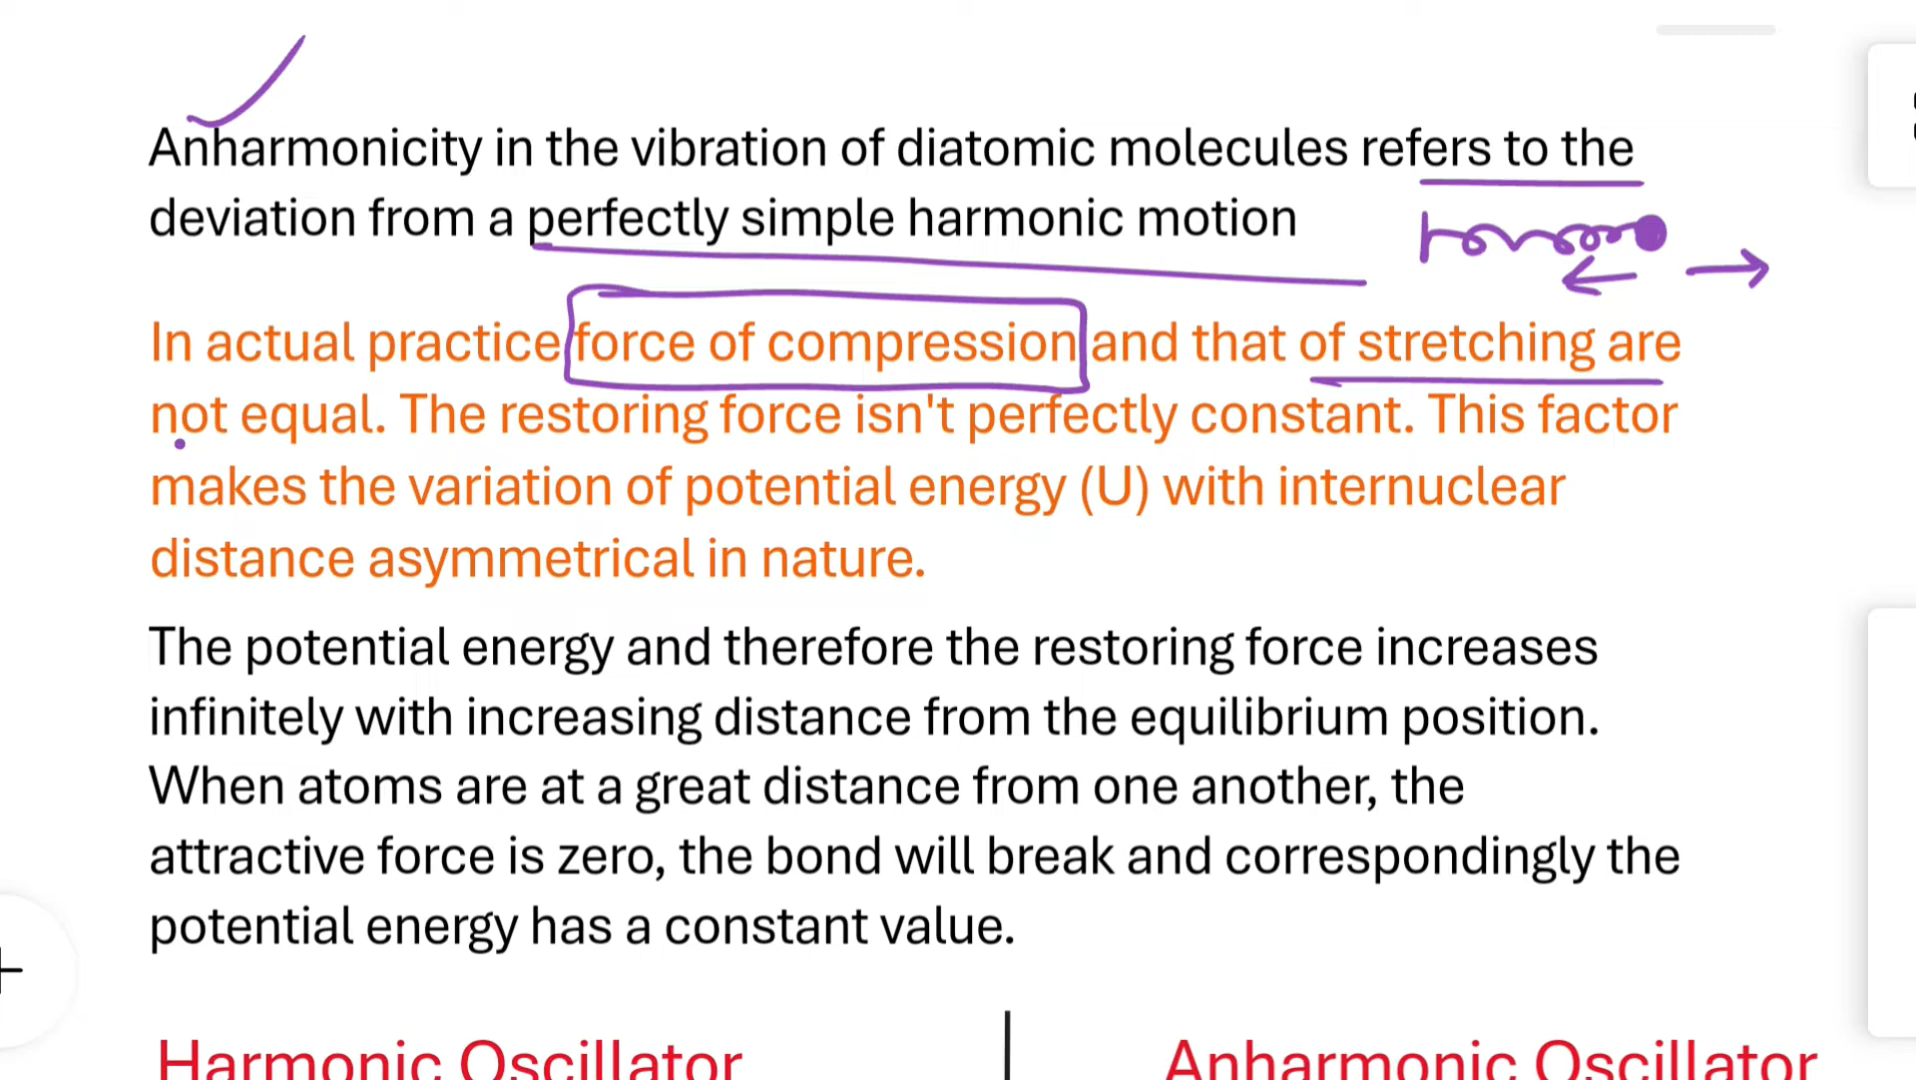 Anharmonicity in the vibration of diatomic molecules refers to the
deviation from a perfectly simple harmonic motion
In actual practice force of compression and that of stretching are
not equal. The restoring force isn't perfectly constant. This factor
makes the variation of potential energy (U) with internuclear
distance asymmetrical in nature.
The potential energy and therefore the restoring force increases
infinitely with increasing distance from the equilibrium position.
When atoms are at a great distance from one another, the
attractive force is zero, the bond will break and correspondingly the
potential energy has a constant value.
Harmonic Oscillator
Anharmonic Oscillator